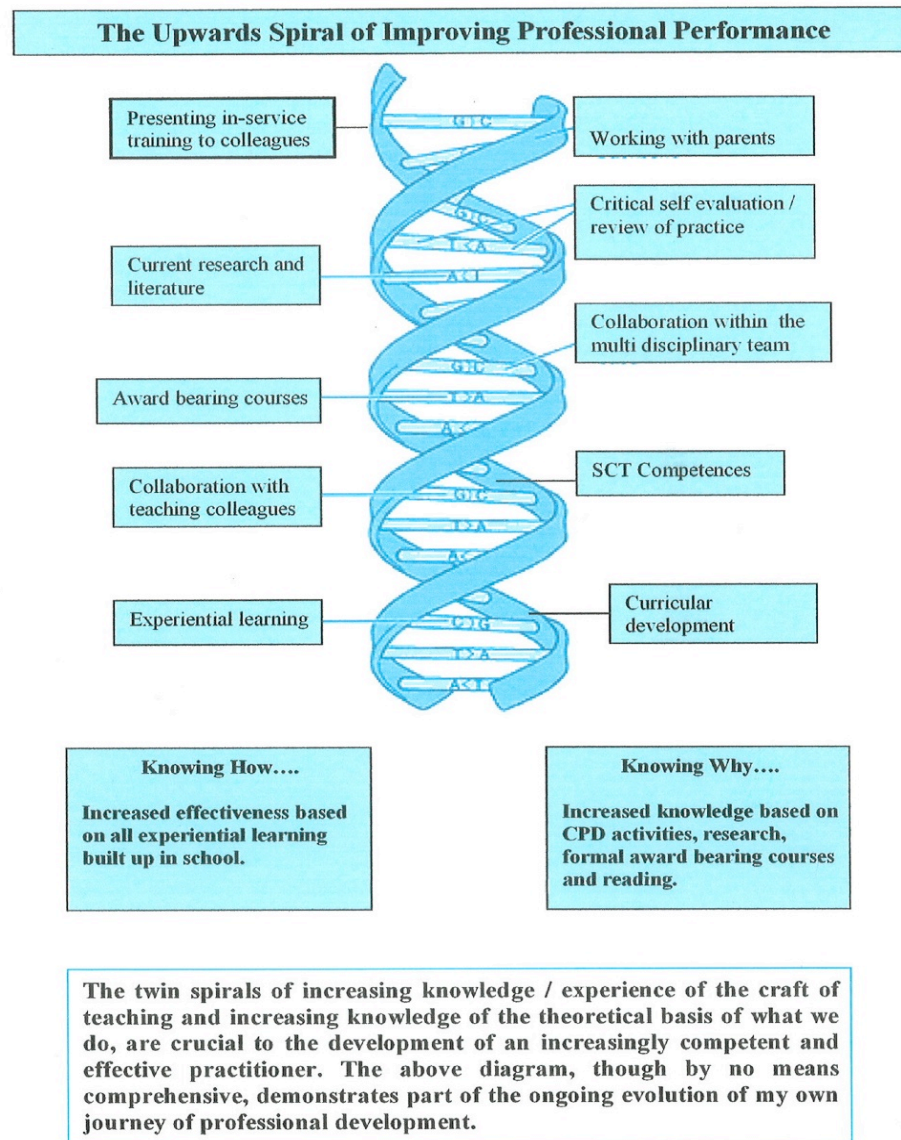 The Upwards Spiral of Improving Professional Performance
Presenting in-service
training to colleagues
Working with parents
Critical self evaluation /
review of practice
Current research and
literature
Collaboration within the
multi disciplinary team
Award bearing courses
SCT Competences
Collaboration with
teaching colleagues
Experiential learning
Curricular
development
G C
G C
T A
A T
G C
T A
A
G C
T A
A
C G
T A
A T
Knowing How....
Increased effectiveness based
on all experiential learning
built up in school.
Knowing Why....
Increased knowledge based on
CPD activities, research,
formal award bearing courses
and reading.
The twin spirals of increasing knowledge / experience of the craft of
teaching and increasing knowledge of the theoretical basis of what we
do, are crucial to the development of an increasingly competent and
effective practitioner. The above diagram, though by no means
comprehensive, demonstrates part of the ongoing evolution of my own
journey of professional development.